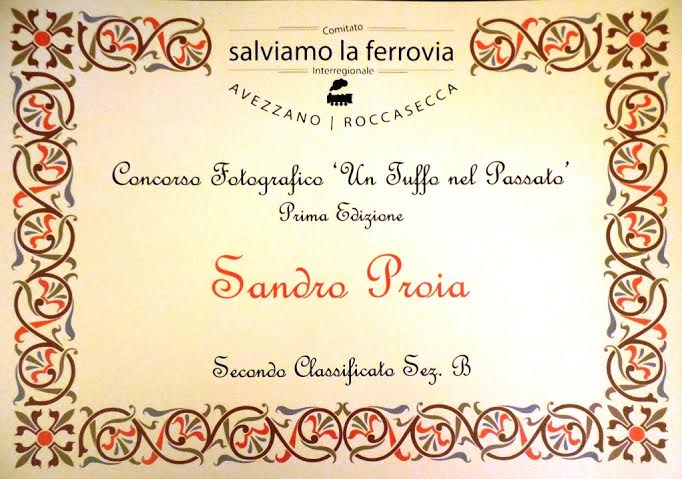 Comitato
salviamo la ferrovia
Interregionale
AVEZZANO | ROCCASECCA
Concorso Fotografico ‘Un Tuffo nel Passato’
Prima Edizione
Sandro Proia
Secondo Classificato Sez. B